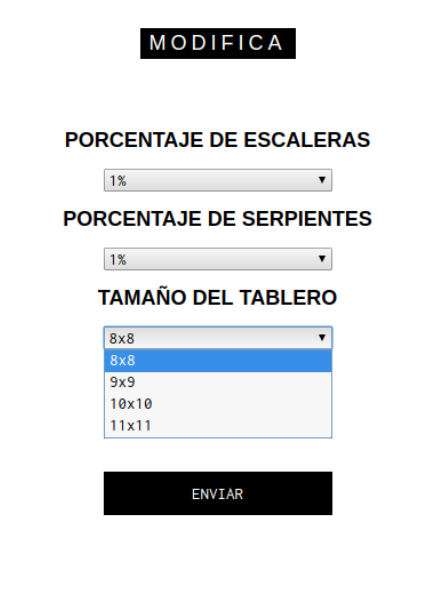 MODIFICA
PORCENTAJE DE ESCALERAS
1%
PORCENTAJE DE SERPIENTES
1%
TAMAÑO DEL TABLERO
8x8
8x8
9x9
10x10
11x11
ENVIAR